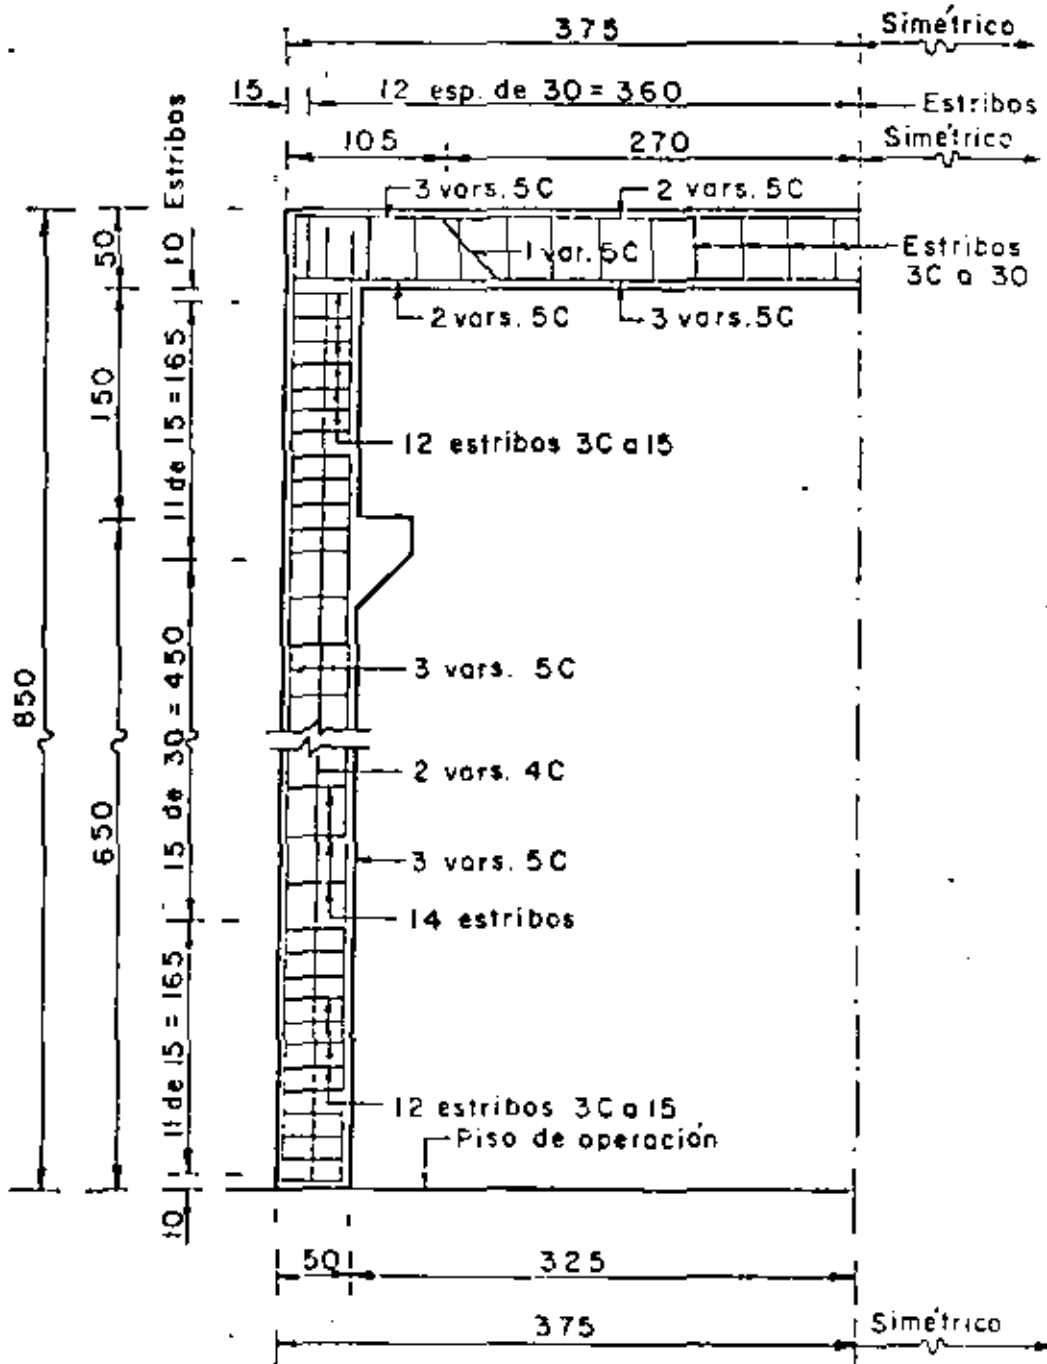 375
Simétrico
15
12 esp. de 30 = 360
Estribos
105
270
Simétrico
Estribos
3 vars. 5C
2 vars. 5C
1 var. 5C
Estribos
3C a 30
2 vars. 5C
3 vars. 5C
50
10
150
11 de 15 = 165
12 estribos 3C a 15
3 vars. 5C
850
650
15 de 30 = 450
2 vars. 4C
3 vars. 5C
14 estribos
11 de 15 = 165
12 estribos 3C a 15
Piso de operación
10
50
325
375
Simétrico